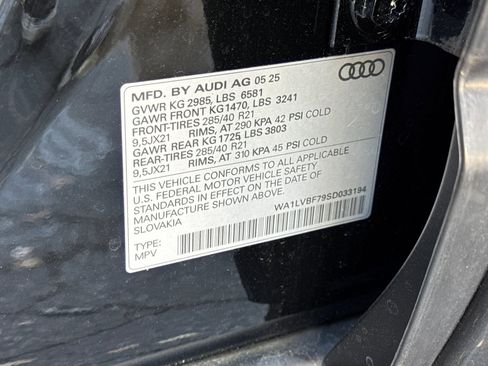 MFD. BY AUDI AG 05 25
GVWR KG 2985, LBS 6581
GAWR FRONT KG1470, LBS 3241
FRONT-TIRES 285/40 R21
9,5JX21 RIMS, AT 290 KPA 42 PSI COLD
GAWR REAR KG 1725 LBS 3803
REAR-TIRES 285/40 R21
9,5JX21 RIMS, AT 310 KPA 45 PSI COLD
THIS VEHICLE CONFORMS TO ALL APPLICABLE
U.S. FEDERAL MOTOR VEHICLE SAFETY
STANDARDS IN EFFECT ON THE DATE OF
MANUFACTURE SHOWN ABOVE.
SLOVAKIA
WA1LVBF79SD033194
TYPE:
MPV